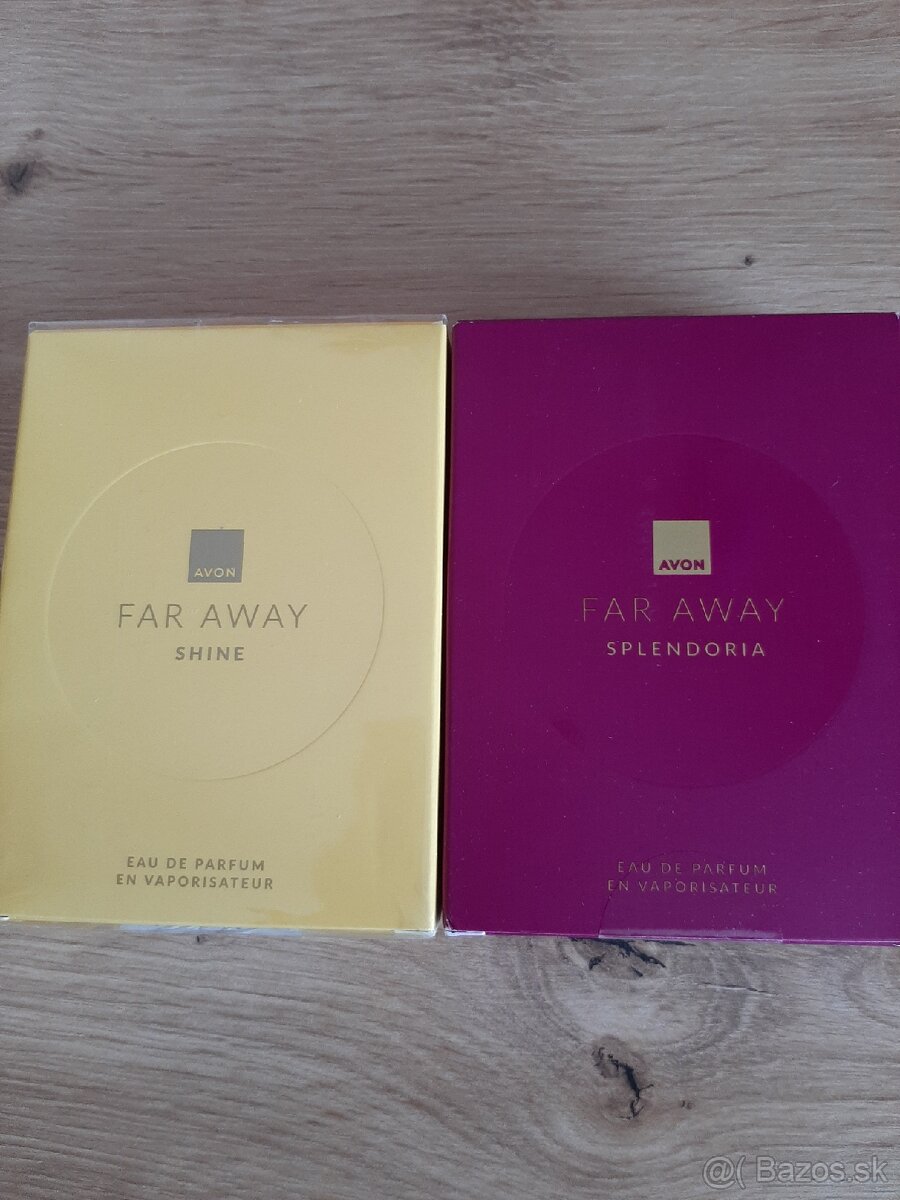 AVON
FAR AWAY
SHINE
EAU DE PARFUM
EN VAPORISATEUR
AVON
FAR AWAY
SPLENDORIA
EAU DE PARFUM
EN VAPORISATEUR
@( Bazos.sk